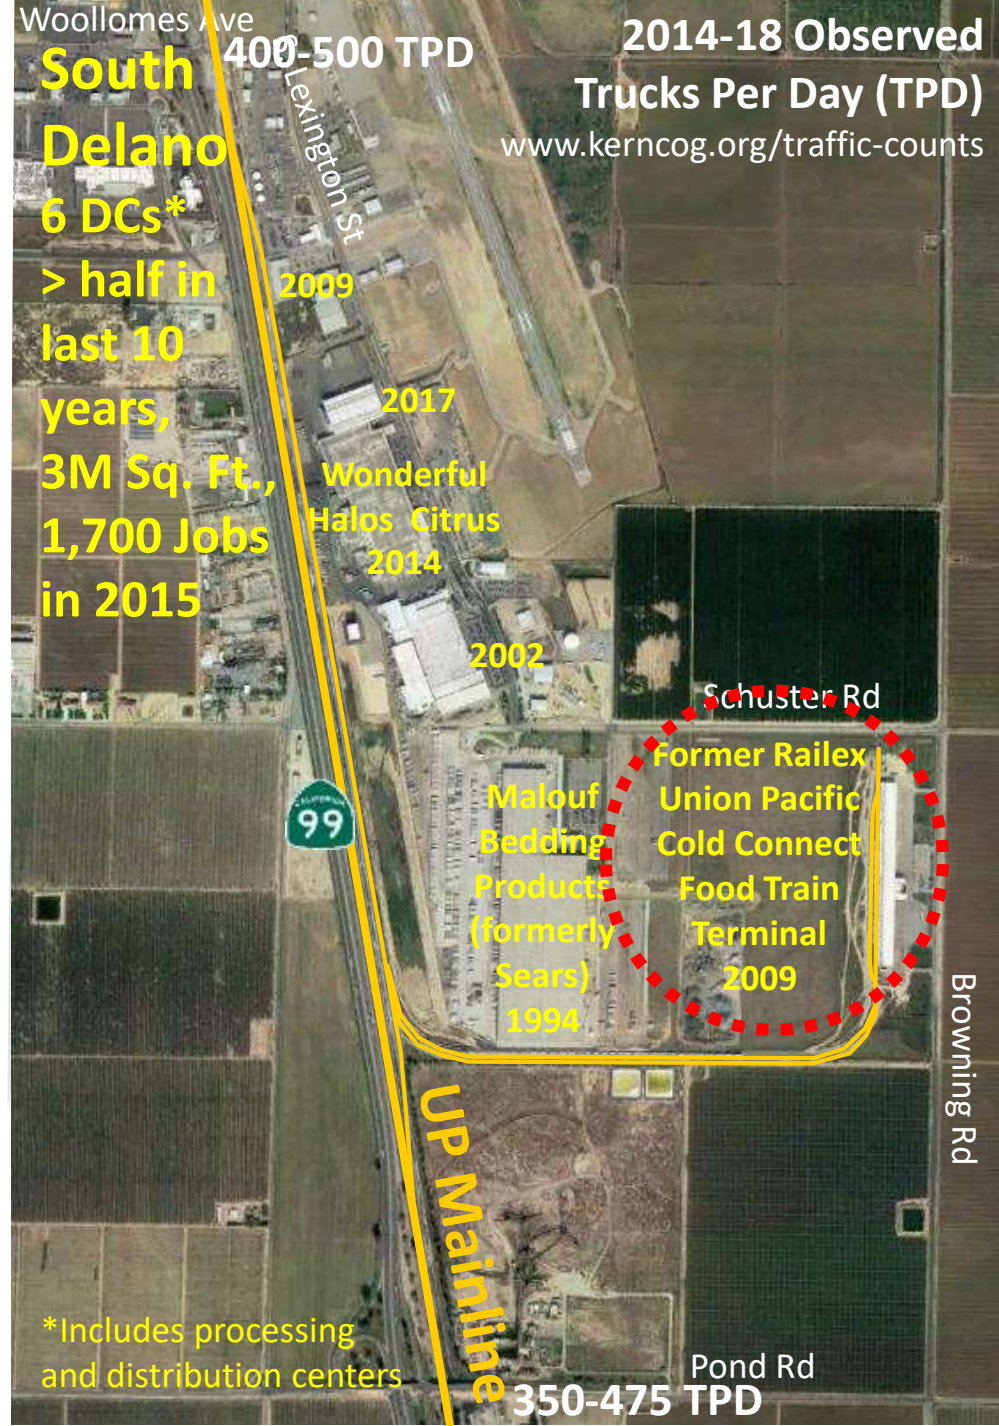 Woollomes Ave
400-500 TPD
2014-18 Observed
Trucks Per Day (TPD)
www.kerncog.org/traffic-counts
South
Delano
6 DCs*
> half in
last 10
years,
3M Sq. Ft.,
1,700 Jobs
in 2015
Lexington St
2009
2017
Wonderful
Halos Citrus
2014
2002
Schuster Rd
Former Railex
Union Pacific
Cold Connect
Food Train
Terminal
2009
CALIFORNIA
99
Malouf
Bedding
Products
(formerly
Sears)
1994
Browning Rd
UP Mainline
*Includes processing
and distribution centers
Pond Rd
350-475 TPD